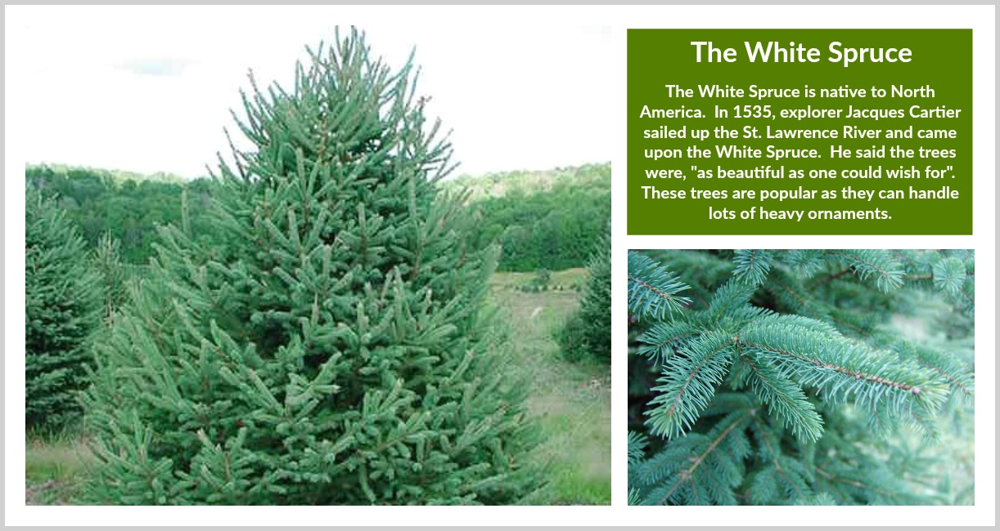 The White Spruce
The White Spruce is native to North
America.  In 1535, explorer Jacques Cartier
sailed up the St. Lawrence River and came
upon the White Spruce.  He said the trees
were, "as beautiful as one could wish for".
These trees are popular as they can handle
lots of heavy ornaments.